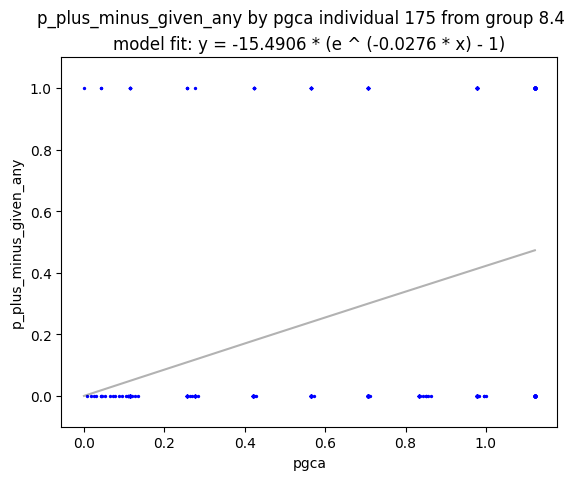 p_plus_minus_given_any by pgca individual 175 from group 8.4
model fit: y = -15.4906 * (e ^ (-0.0276 * x) - 1)
1.0
0.8
0.6
0.4
0.2
0.0
p_plus_minus_given_any
0.0 0.2 0.4 0.6 0.8 1.0
pgca